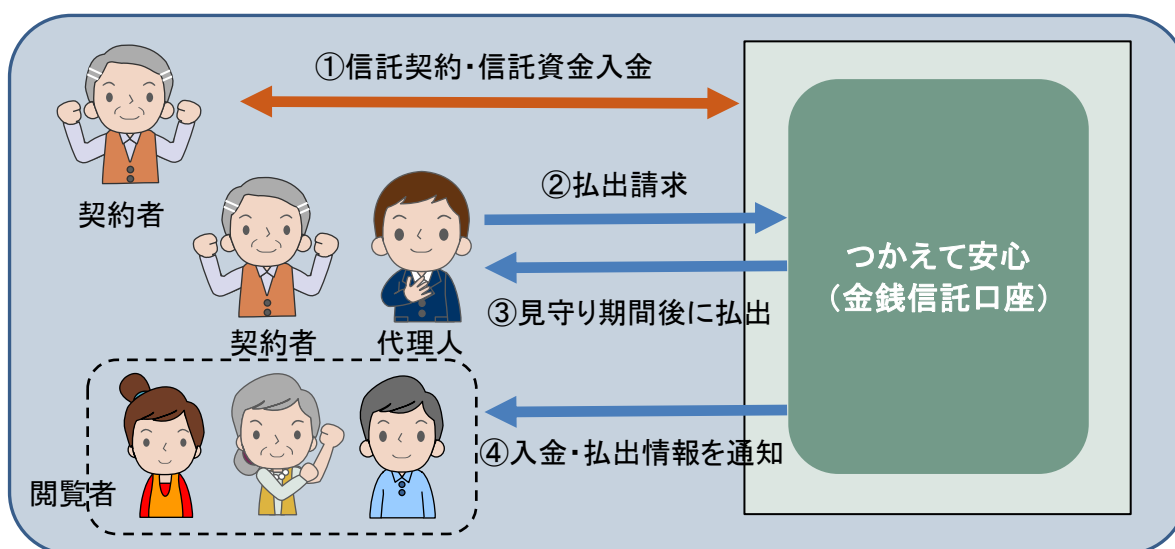 ①信託契約・信託資金入金
契約者
②払出請求
つかえて安心
（金銭信託口座）
③見守り期間後に払出
契約者
代理人
④入金・払出情報を通知
閲覧者